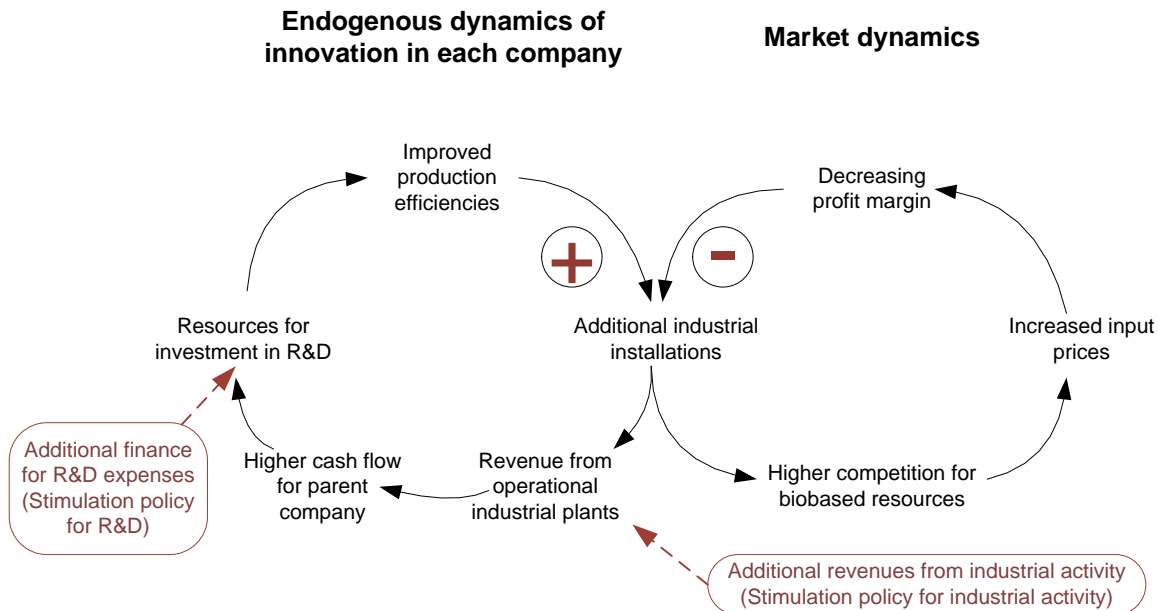 Endogenous dynamics of
innovation in each company
Market dynamics
Improved
production
efficiencies
Decreasing
profit margin
+
-
Resources for
investment in R&D
Additional industrial
installations
Increased input
prices
Additional finance
for R&D expenses
(Stimulation policy
for R&D)
Higher cash flow
for parent
company
Revenue from
operational
industrial plants
Higher competition for
biobased resources
Additional revenues from industrial activity
(Stimulation policy for industrial activity)